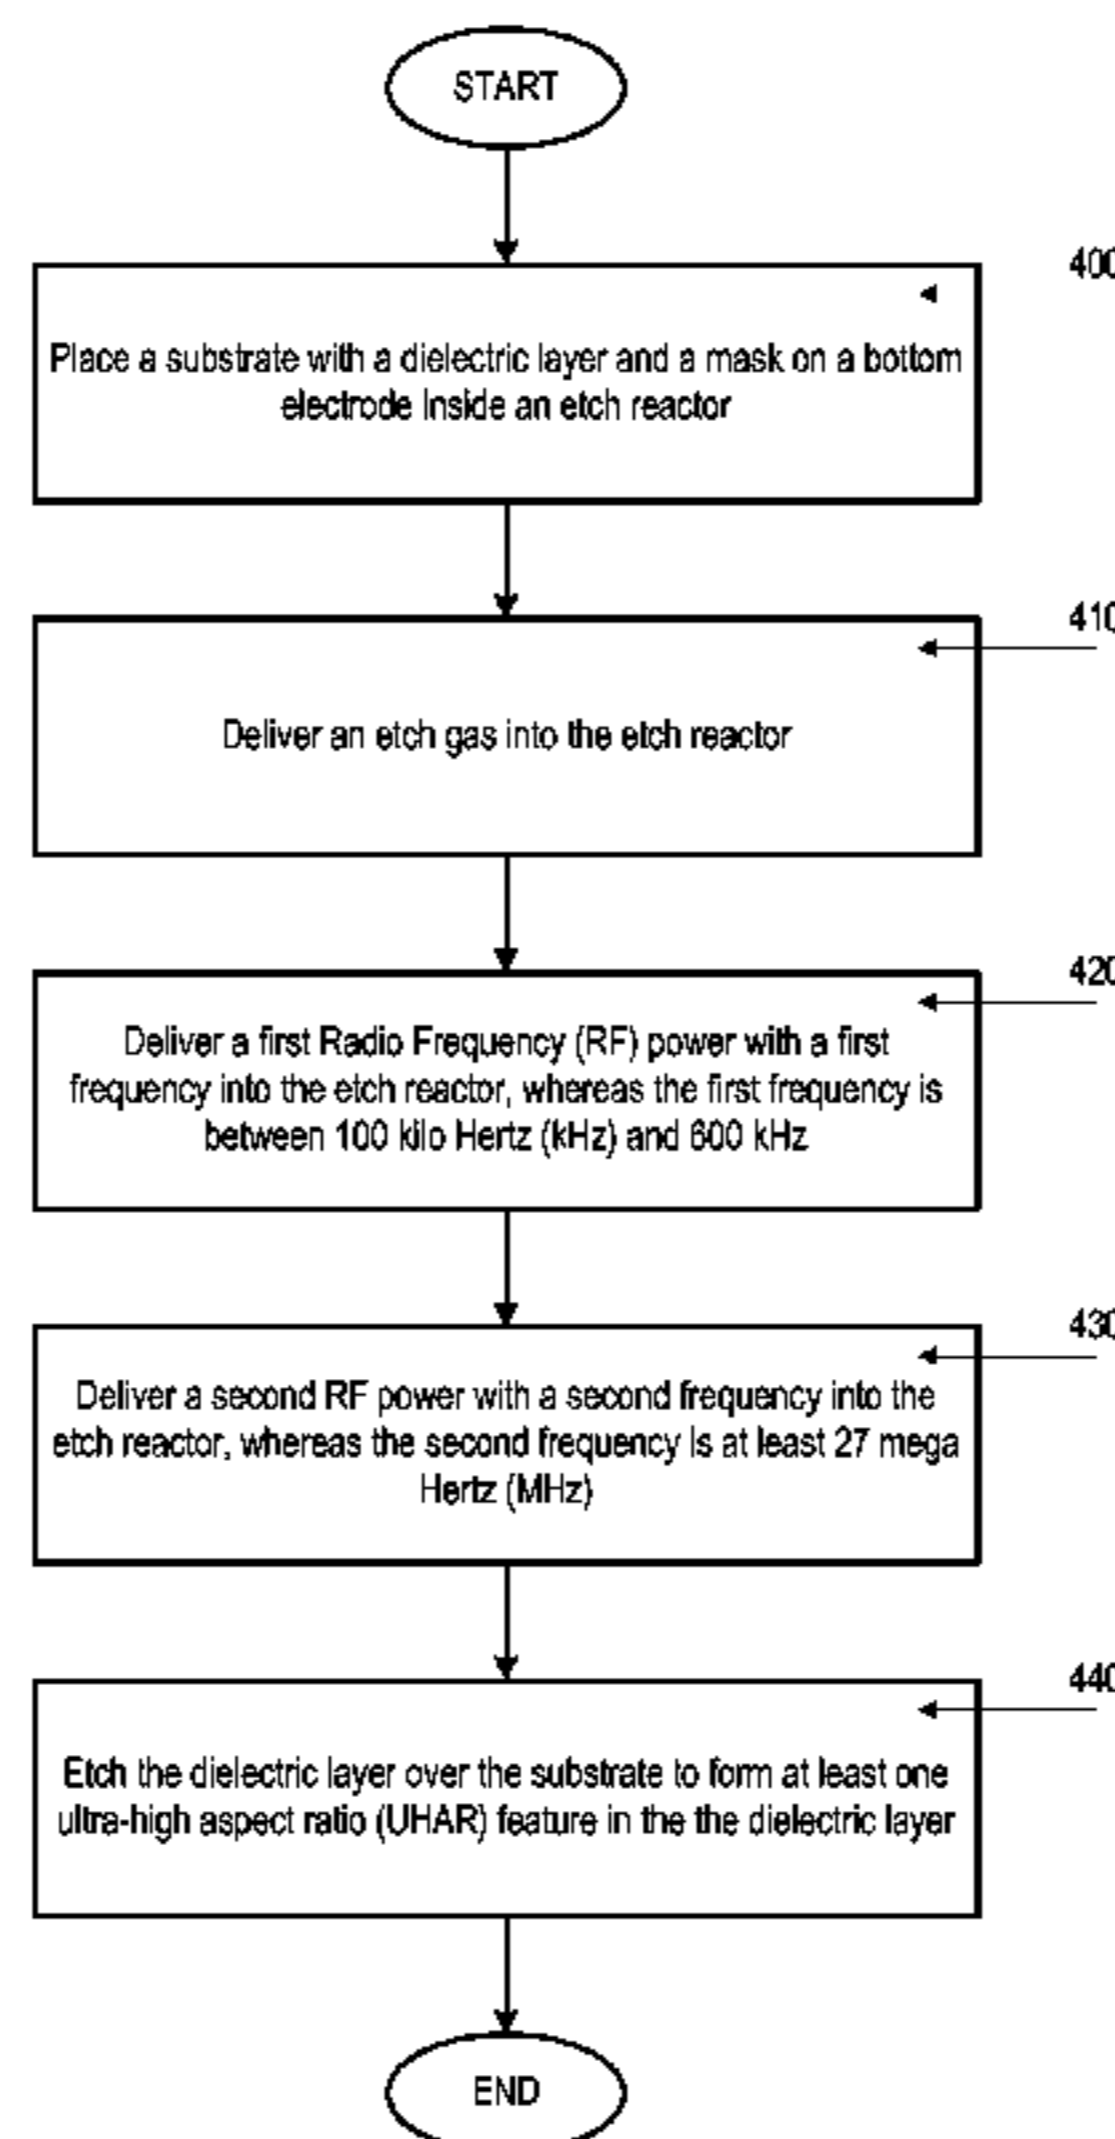 START
400
Place a substrate with a dielectric layer and a mask on a bottom
electrode inside an etch reactor
410
Deliver an etch gas into the etch reactor
420
Deliver a first Radio Frequency (RF) power with a first
frequency into the etch reactor, whereas the first frequency is
between 100 kilo Hertz (kHz) and 600 kHz
430
Deliver a second RF power with a second frequency into the
etch reactor, whereas the second frequency is at least 27 mega
Hertz (MHz)
440
Etch the dielectric layer over the substrate to form at least one
ultra-high aspect ratio (UHAR) feature in the the dielectric layer
END